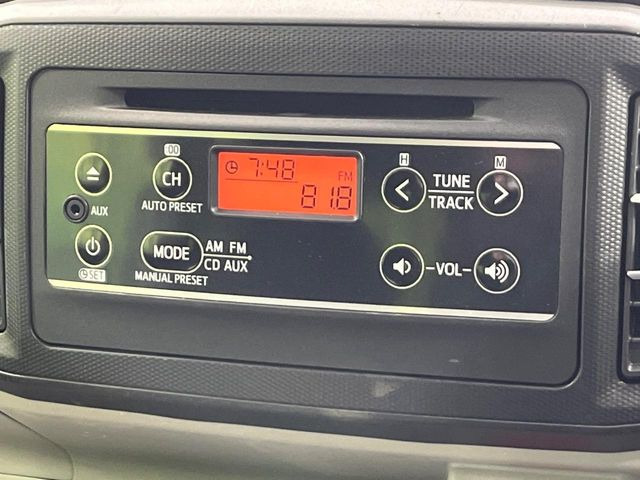 00
CH
AUTO PRESET
AUX
SET
MODE
AM FM
CD AUX
MANUAL PRESET
7:48
FM
81.8
H
M
TUNE
TRACK
VOL